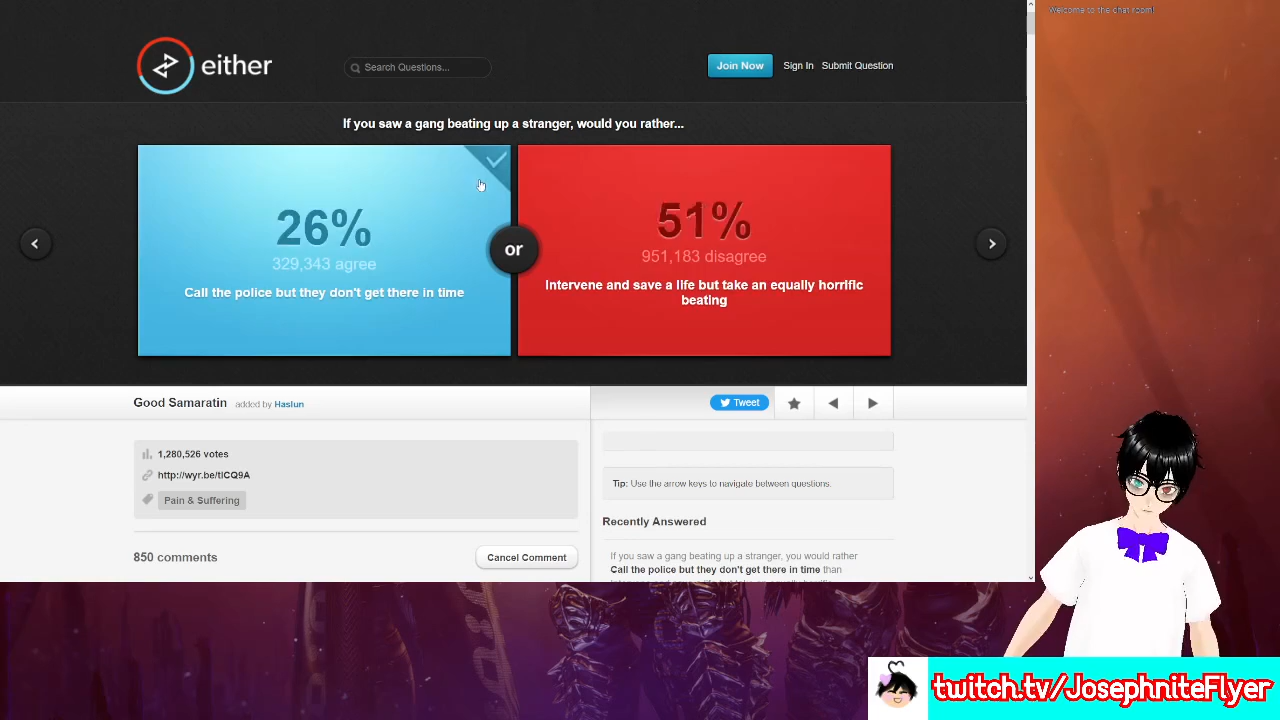 Welcome to the chat room!
either
Search Questions...
Join Now
Sign In
Submit Question
If you saw a gang beating up a stranger, would you rather...
26%
329,343 agree
Call the police but they don't get there in time
or
51%
951,183 disagree
Intervene and save a life but take an equally horrific
beating
Good Samaratin added by Haslun
Tweet
1,280,526 votes
Pain & Suffering
850 comments
Cancel Comment
Tip: Use the arrow keys to navigate between questions.
Recently Answered
If you saw a gang beating up a stranger, you would rather
Call the police but they don't get there in time than
twitch.tv/JosephniteFlyer